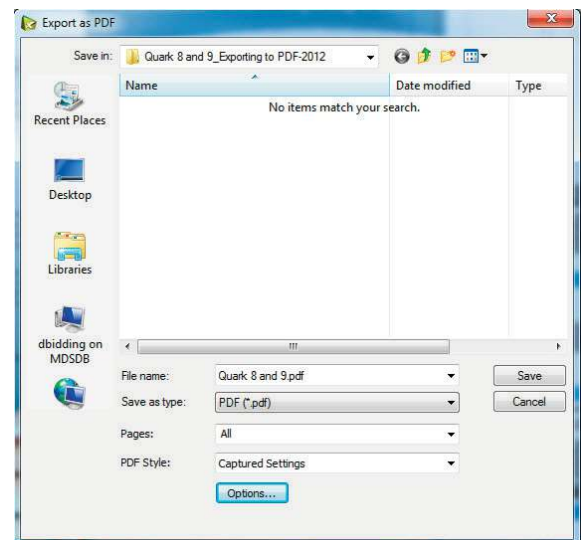 Export as PDF
Save in: Quark 8 and 9_Exporting to PDF-2012
Name Date modified Type
No items match your search.
Recent Places
Desktop
Libraries
dbidding on
MDSDB
File name: Quark 8 and 9.pdf Save
Save as type: PDF (*.pdf) Cancel
Pages: All
PDF Style: Captured Settings
Options...